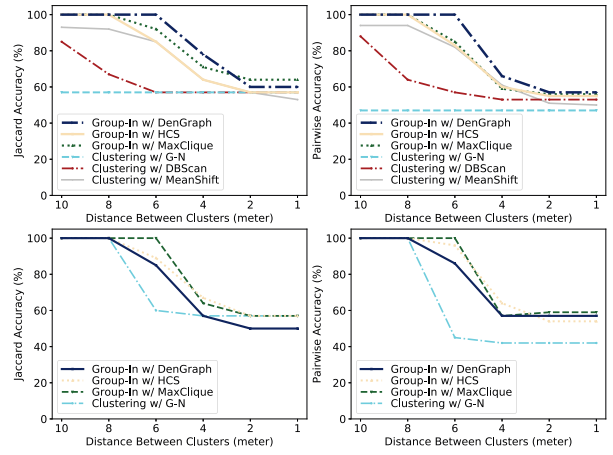 100
80
60
40
20
0
Jaccard Accuracy (%)
Group-In w/ DenGraph
Group-In w/ HCS
Group-In w/ MaxClique
Clustering w/ G-N
Clustering w/ DBScan
Clustering w/ MeanShift
10 8 6 4 2 1
Distance Between Clusters (meter)
100
80
60
40
20
0
Pairwise Accuracy (%)
Group-In w/ DenGraph
Group-In w/ HCS
Group-In w/ MaxClique
Clustering w/ G-N
Clustering w/ DBScan
Clustering w/ MeanShift
10 8 6 4 2 1
Distance Between Clusters (meter)
100
80
60
40
20
0
Jaccard Accuracy (%)
Group-In w/ DenGraph
Group-In w/ HCS
Group-In w/ MaxClique
Clustering w/ G-N
10 8 6 4 2 1
Distance Between Clusters (meter)
100
80
60
40
20
0
Pairwise Accuracy (%)
Group-In w/ DenGraph
Group-In w/ HCS
Group-In w/ MaxClique
Clustering w/ G-N
10 8 6 4 2 1
Distance Between Clusters (meter)